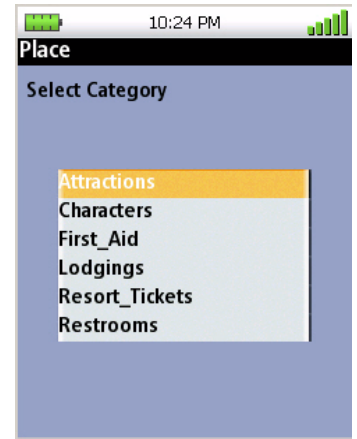 10:24 PM
Place
Select Category
Attractions
Characters
First_Aid
Lodgings
Resort_Tickets
Restrooms